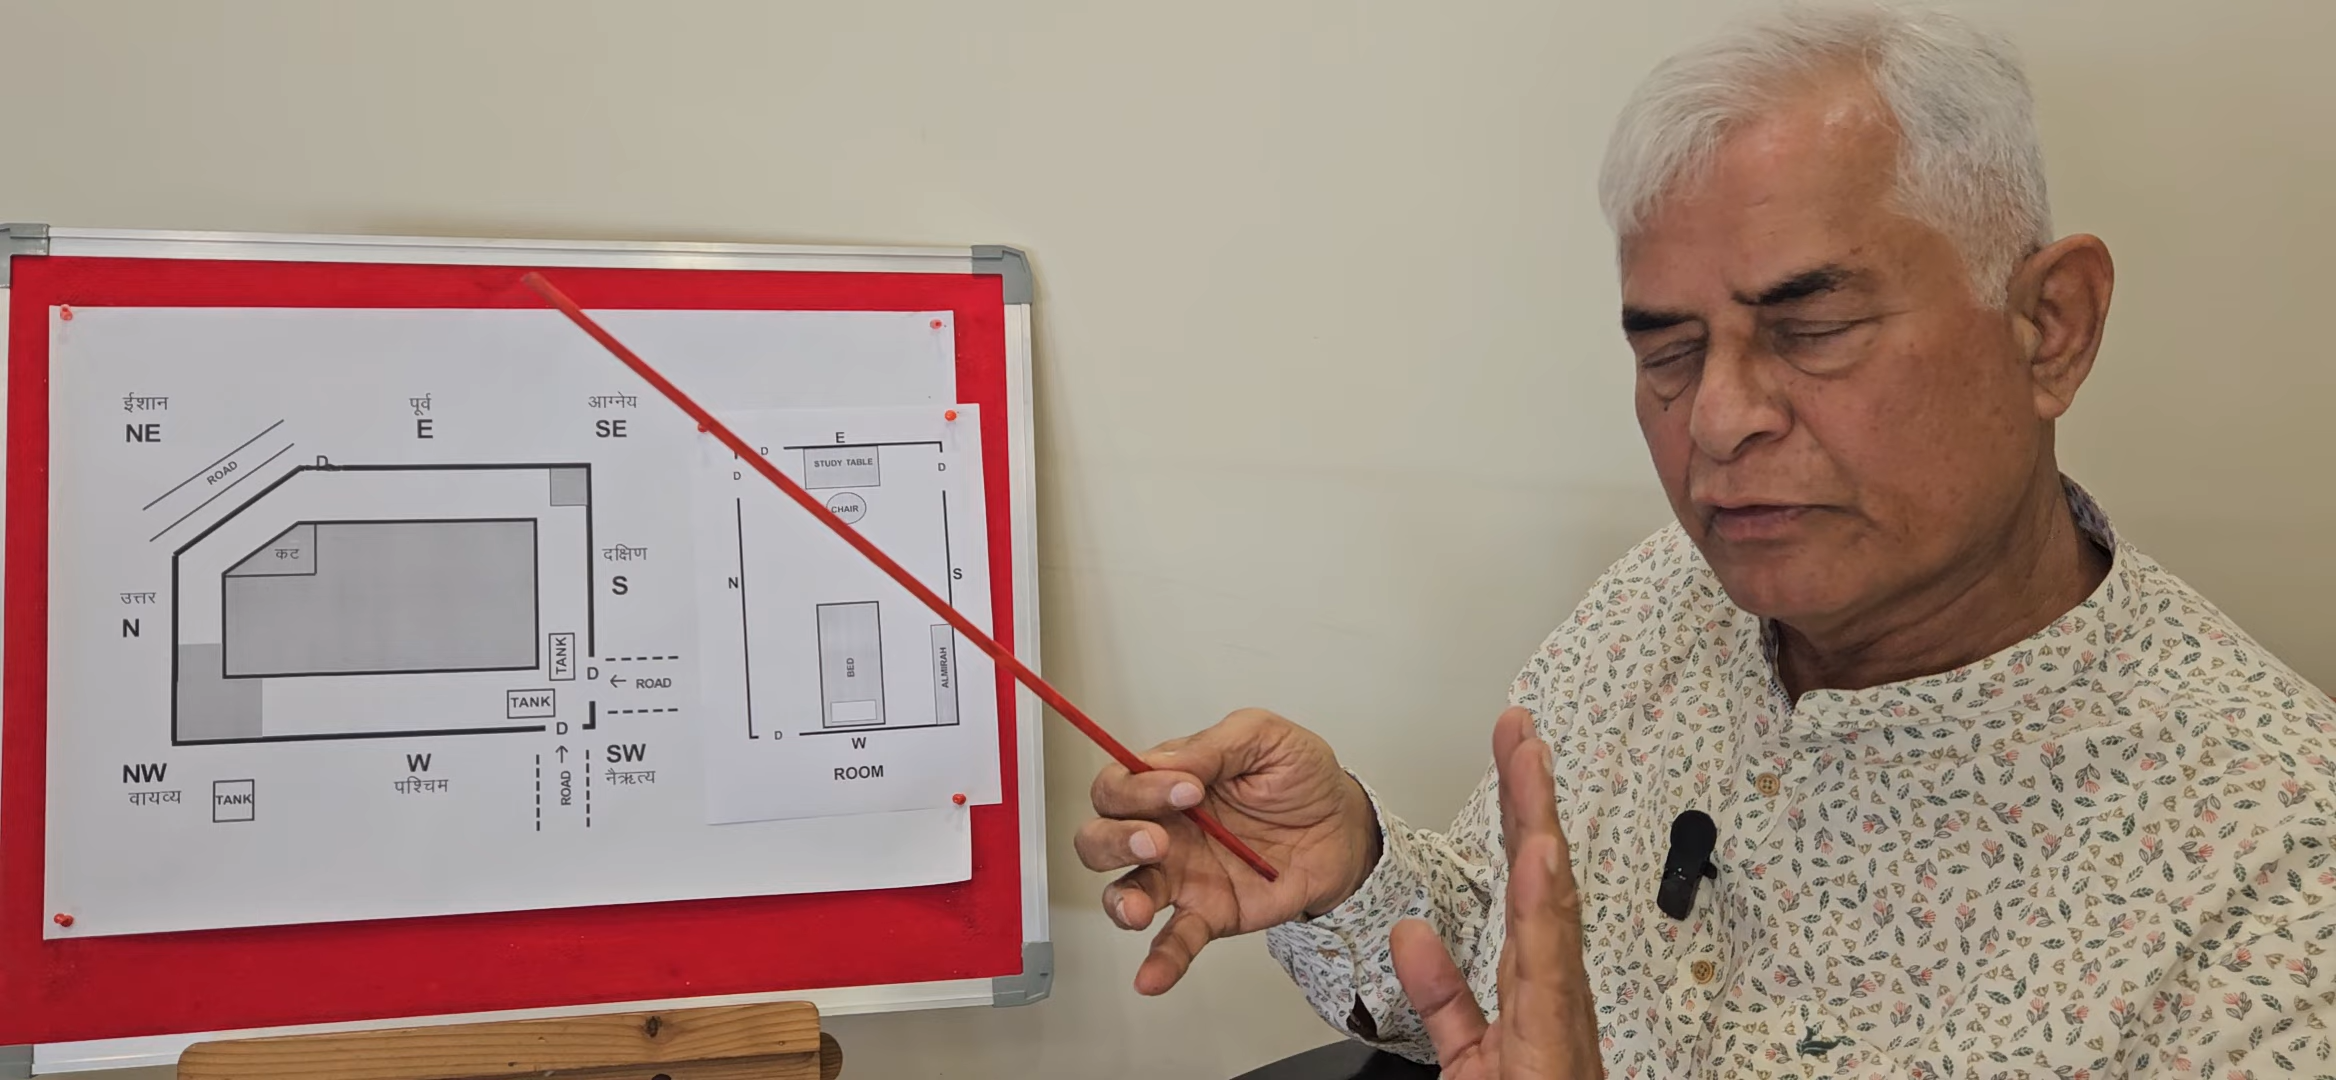 ईशान
NE
पूर्व
E
आग्नेय
SE
ROAD
D
कट
उत्तर
N
दक्षिण
S
TANK
D
← ROAD
TANK
D
↑
ROAD
NW
वायव्य
TANK
W
पश्चिम
SW
नैऋत्य
E
D
STUDY TABLE
D
D
CHAIR
N
S
BED
ALMIRAH
D
W
ROOM